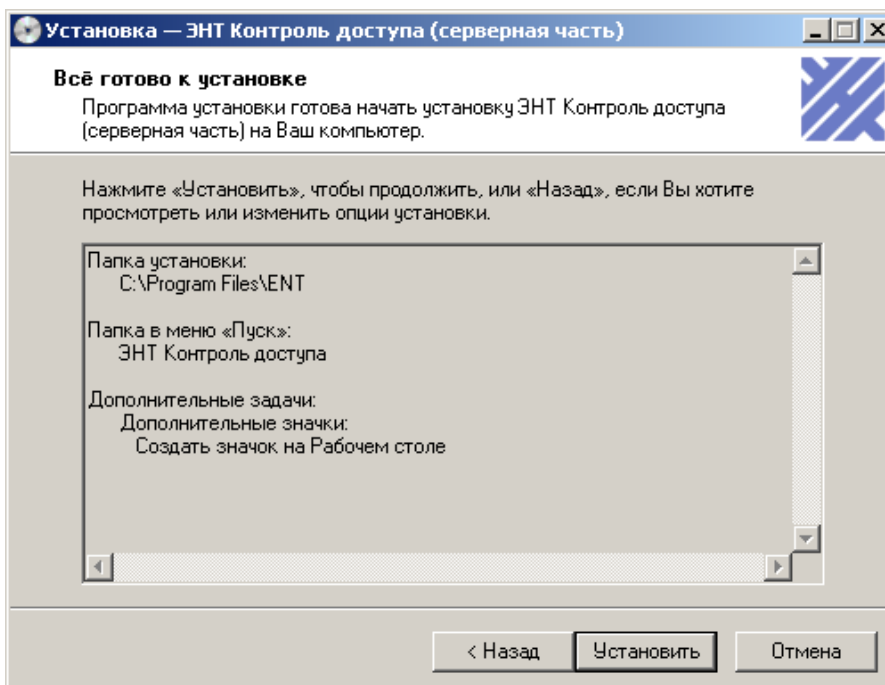 Установка — ЭНТ Контроль доступа (серверная часть)
Всё готово к установке
Программа установки готова начать установку ЭНТ Контроль доступа
(серверная часть) на Ваш компьютер.
Нажмите «Установить», чтобы продолжить, или «Назад», если Вы хотите
просмотреть или изменить опции установки.
Папка установки:
C:\Program Files\ENT
Папка в меню «Пуск»:
ЭНТ Контроль доступа
Дополнительные задачи:
Дополнительные значки:
Создать значок на Рабочем столе
< Назад
Установить
Отмена